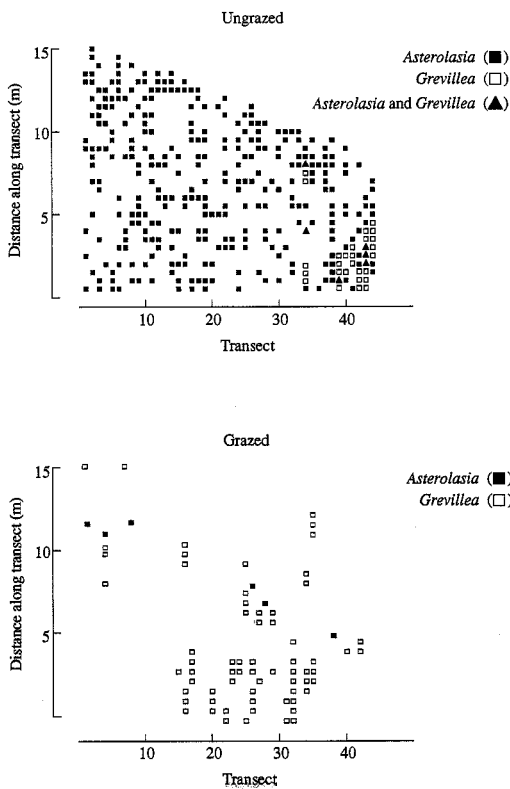 Ungrazed
Asterolasia (■)
Grevillea (□)
Asterolasia and Grevillea (▲)
Distance along transect (m)
15
10
5
10
20
30
40
Transect
Grazed
Asterolasia (■)
Grevillea (□)
Distance along transect (m)
15
10
5
10
20
30
40
Transect